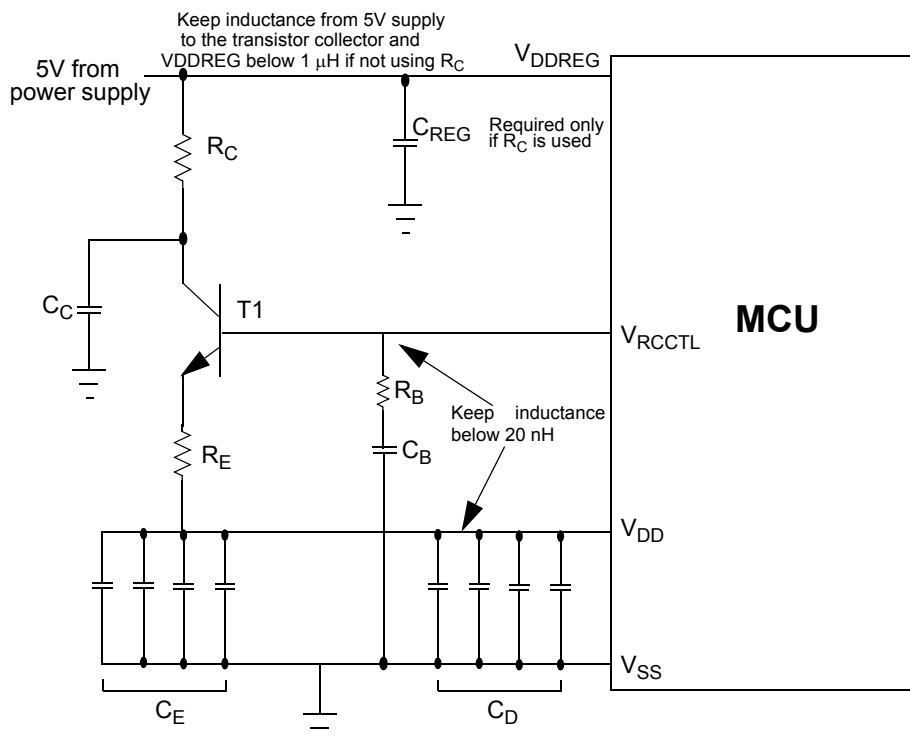 Keep inductance from 5V supply
to the transistor collector and
VDDREG below 1 μH if not using RC
VDDREG
5V from
power supply
CREG
Required only
if RC is used
RC
CC
T1
MCU
VRCCTL
RB
Keep inductance
below 20 nH
CB
RE
VDD
VSS
CE
CD